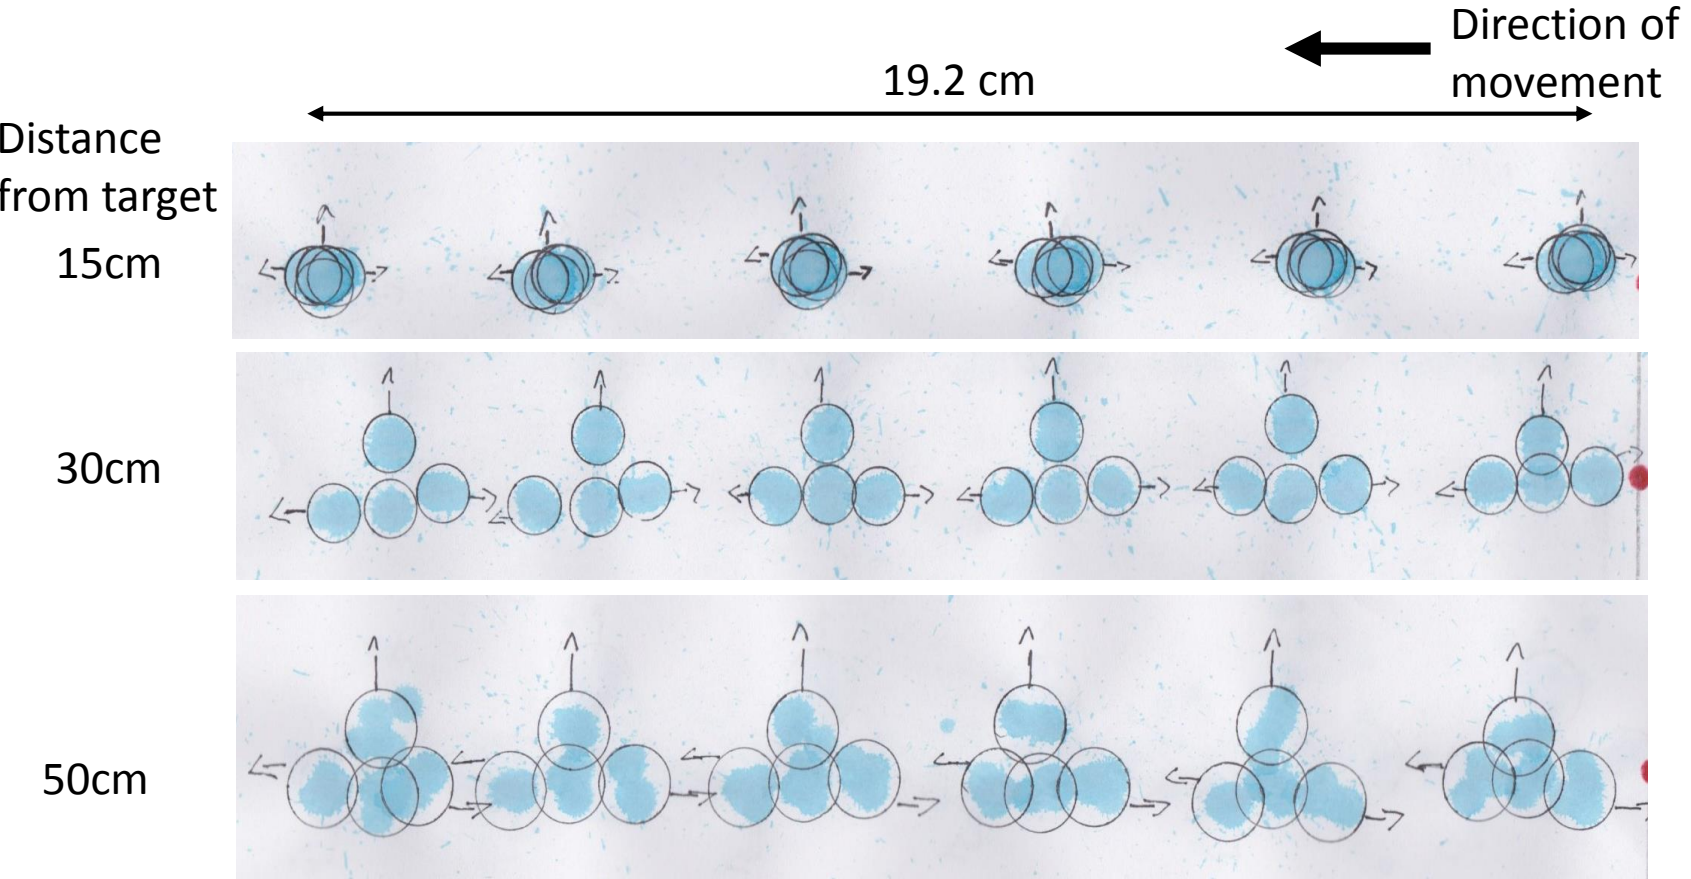 Direction of
movement
19.2 cm
Distance
from target
15cm
30cm
50cm